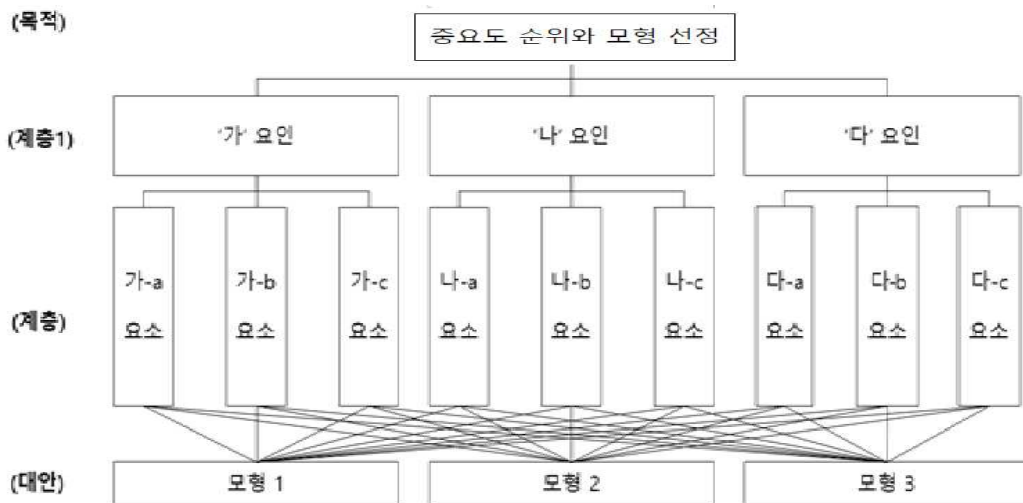 (목적)
중요도 순위와 모형 선정
(계층1)
'가' 요인
'나' 요인
'다' 요인
(계층)
가-a
요소
가-b
요소
가-c
요소
나-a
요소
나-b
요소
나-c
요소
다-a
요소
다-b
요소
다-c
요소
(대안)
모형 1
모형 2
모형 3